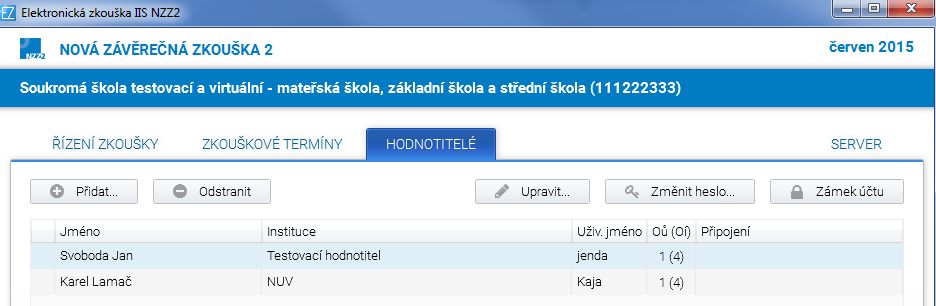 EZ Elektronická zkouška IIS NZZ2
NZZ2 NOVÁ ZÁVĚREČNÁ ZKOUŠKA 2 červen 2015
Soukromá škola testovací a virtuální - mateřská škola, základní škola a střední škola (111222333)
ŘÍZENÍ ZKOUŠKY ZKOUŠKOVÉ TERMÍNY HODNOTITELÉ SERVER
Přidat... Odstranit Upravit... Změnit heslo... Zámek účtu
Jméno Instituce Uživ. jméno Oů (Oí) Připojení
Svoboda Jan Testovací hodnotitel jenda 1 (4)
Karel Lamač NUV Kaja 1 (4)